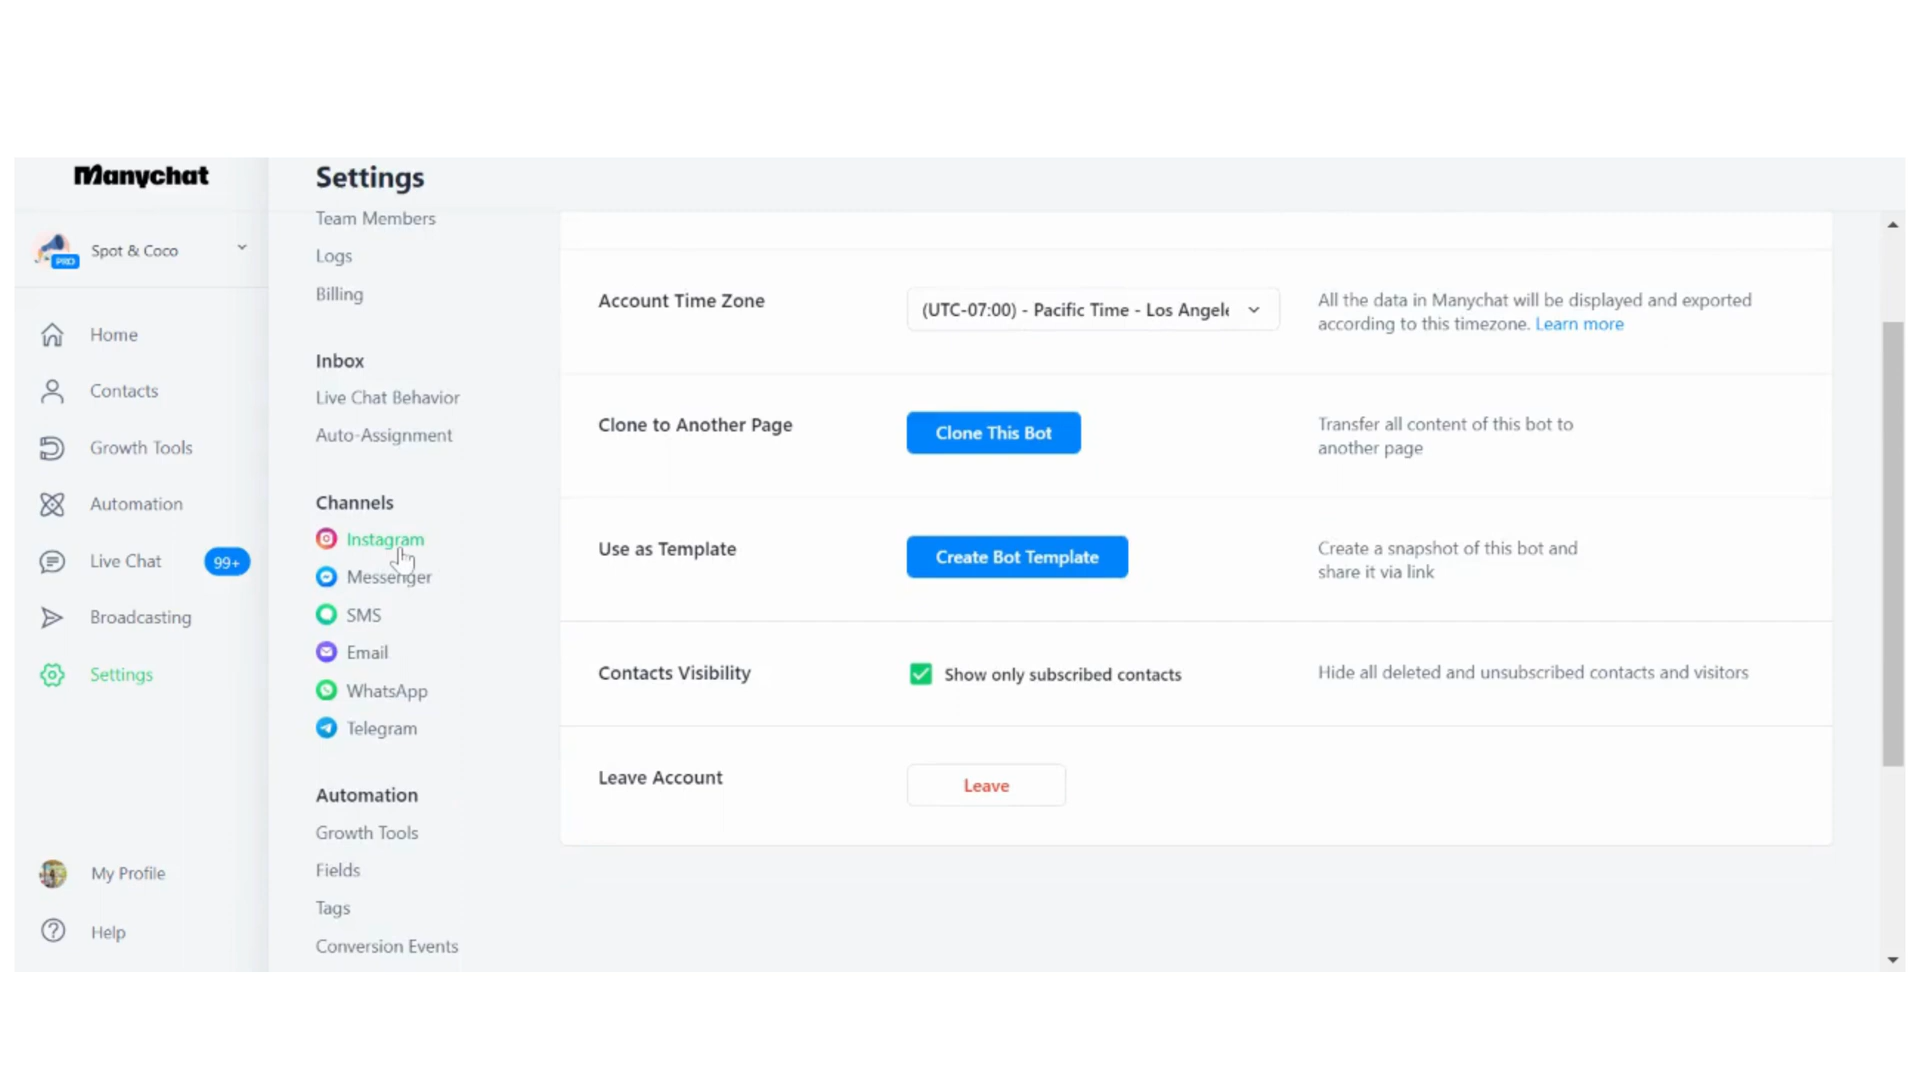 Manychat
Spot & Coco
PRO
Home
Contacts
Growth Tools
Automation
Live Chat
99+
Broadcasting
Settings
My Profile
Help
Settings
Team Members
Logs
Billing
Inbox
Live Chat Behavior
Auto-Assignment
Channels
Instagram
Messenger
SMS
Email
WhatsApp
Telegram
Automation
Growth Tools
Fields
Tags
Conversion Events
Account Time Zone
(UTC-07:00) - Pacific Time - Los Angele
All the data in Manychat will be displayed and exported
according to this timezone. Learn more
Clone to Another Page
Clone This Bot
Transfer all content of this bot to
another page
Use as Template
Create Bot Template
Create a snapshot of this bot and
share it via link
Contacts Visibility
Show only subscribed contacts
Hide all deleted and unsubscribed contacts and visitors
Leave Account
Leave